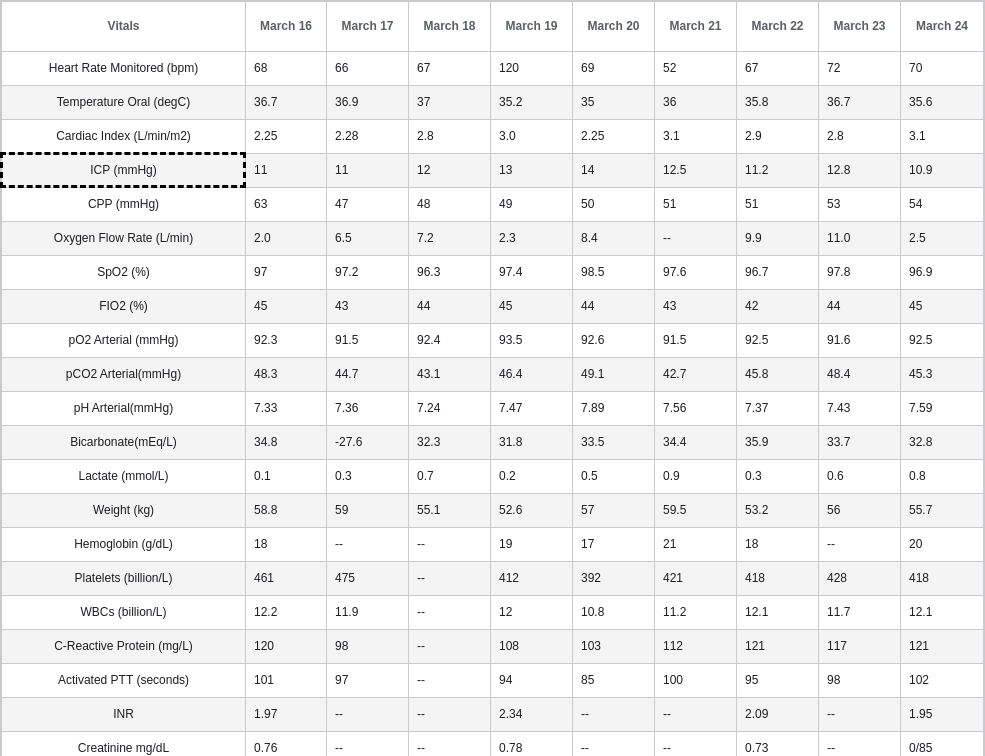 Vitals March 16 March 17 March 18 March 19 March 20 March 21 March 22 March 23 March 24
Heart Rate Monitored (bpm) 68 66 67 120 69 52 67 72 70
Temperature Oral (degC) 36.7 36.9 37 35.2 35 36 35.8 36.7 35.6
Cardiac Index (L/min/m2) 2.25 2.28 2.8 3.0 2.25 3.1 2.9 2.8 3.1
ICP (mmHg) 11 11 12 13 14 12.5 11.2 12.8 10.9
CPP (mmHg) 63 47 48 49 50 51 51 53 54
Oxygen Flow Rate (L/min) 2.0 6.5 7.2 2.3 8.4 -- 9.9 11.0 2.5
SpO2 (%) 97 97.2 96.3 97.4 98.5 97.6 96.7 97.8 96.9
FIO2 (%) 45 43 44 45 44 43 42 44 45
pO2 Arterial (mmHg) 92.3 91.5 92.4 93.5 92.6 91.5 92.5 91.6 92.5
pCO2 Arterial(mmHg) 48.3 44.7 43.1 46.4 49.1 42.7 45.8 48.4 45.3
pH Arterial(mmHg) 7.33 7.36 7.24 7.47 7.89 7.56 7.37 7.43 7.59
Bicarbonate(mEq/L) 34.8 -27.6 32.3 31.8 33.5 34.4 35.9 33.7 32.8
Lactate (mmol/L) 0.1 0.3 0.7 0.2 0.5 0.9 0.3 0.6 0.8
Weight (kg) 58.8 59 55.1 52.6 57 59.5 53.2 56 55.7
Hemoglobin (g/dL) 18 -- -- 19 17 21 18 -- 20
Platelets (billion/L) 461 475 -- 412 392 421 418 428 418
WBCs (billion/L) 12.2 11.9 -- 12 10.8 11.2 12.1 11.7 12.1
C-Reactive Protein (mg/L) 120 98 -- 108 103 112 121 117 121
Activated PTT (seconds) 101 97 -- 94 85 100 95 98 102
INR 1.97 -- -- 2.34 -- -- 2.09 -- 1.95
Creatinine mg/dL 0.76 -- -- 0.78 -- -- 0.73 -- 0/85